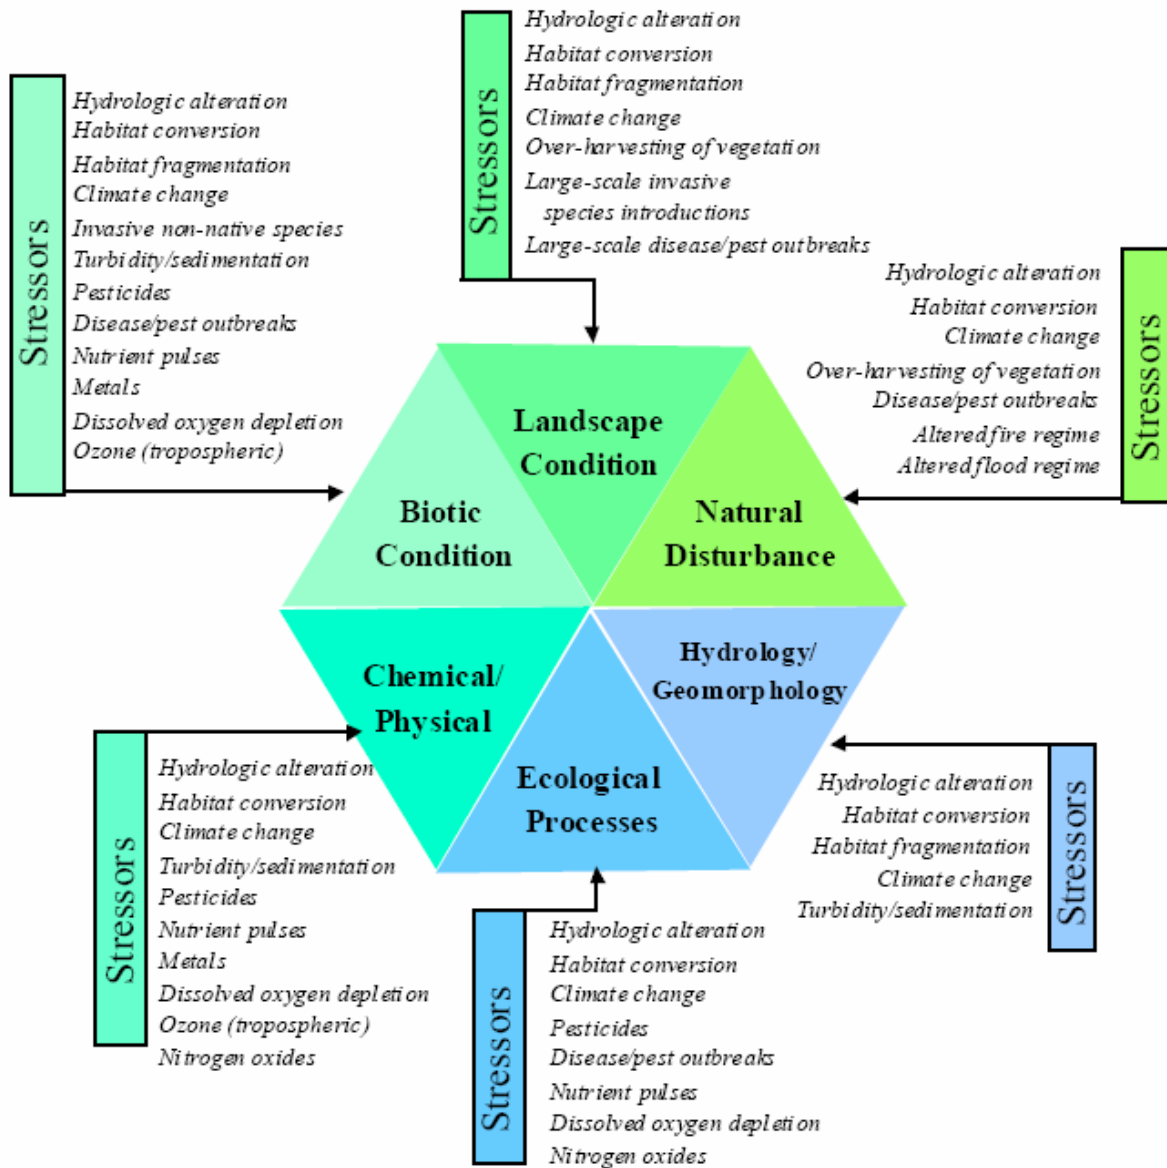 Stressors
Hydrologic alteration
Habitat conversion
Habitat fragmentation
Climate change
Over-harvesting of vegetation
Large-scale invasive
species introductions
Large-scale disease/pest outbreaks
Stressors
Hydrologic alteration
Habitat conversion
Habitat fragmentation
Climate change
Invasive non-native species
Turbidity/sedimentation
Pesticides
Disease/pest outbreaks
Nutrient pulses
Metals
Dissolved oxygen depletion
Ozone (tropospheric)
Stressors
Hydrologic alteration
Habitat conversion
Climate change
Over-harvesting of vegetation
Disease/pest outbreaks
Altered fire regime
Altered flood regime
Landscape
Condition
Biotic
Condition
Natural
Disturbance
Chemical/
Physical
Ecological
Processes
Hydrology/
Geomorphology
Stressors
Hydrologic alteration
Habitat conversion
Climate change
Turbidity/sedimentation
Pesticides
Nutrient pulses
Metals
Dissolved oxygen depletion
Ozone (tropospheric)
Nitrogen oxides
Stressors
Hydrologic alteration
Habitat conversion
Climate change
Pesticides
Disease/pest outbreaks
Nutrient pulses
Dissolved oxygen depletion
Nitrogen oxides
Stressors
Hydrologic alteration
Habitat conversion
Habitat fragmentation
Climate change
Turbidity/sedimentation